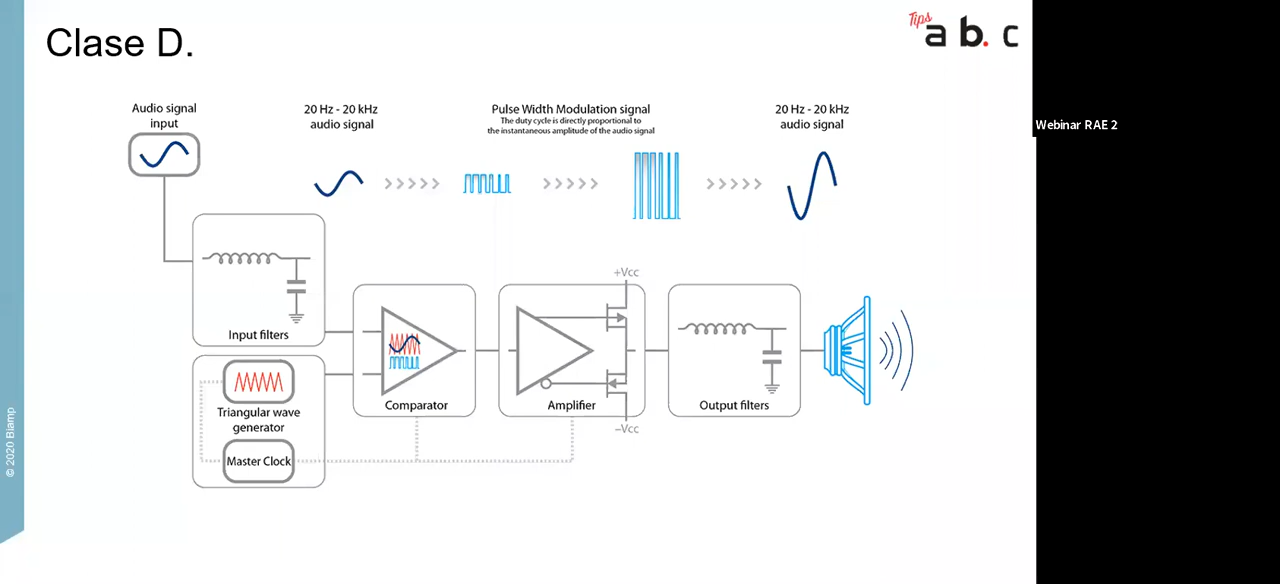 Clase D.
Tips
a b. c
Webinar RAE 2
Audio signal
input
20 Hz - 20 kHz
audio signal
Pulse Width Modulation signal
The duty cycle is directly proportional to
the instantaneous amplitude of the audio signal
20 Hz - 20 kHz
audio signal
Input filters
Triangular wave
generator
Master Clock
Comparator
+Vcc
Amplifier
–Vcc
Output filters
© 2020 Biamp